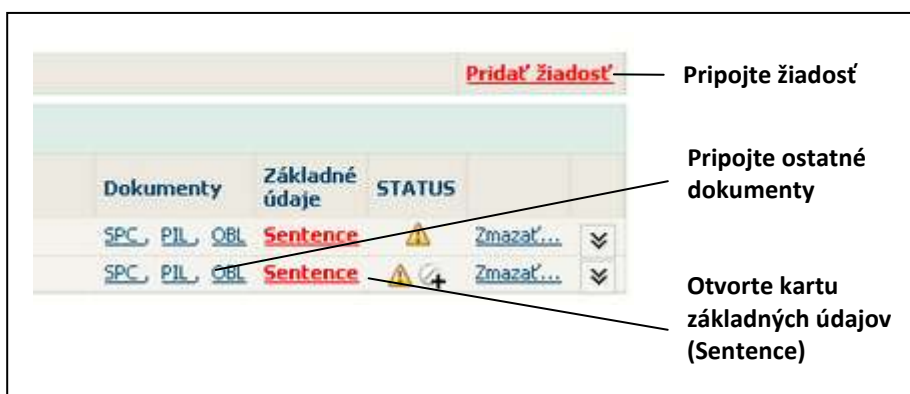 Pridať žiadosť
Pripojte žiadosť
Pripojte ostatné
dokumenty
Dokumenty
Základné
údaje
STATUS
SPC , PIL , OBL Sentence Zmazať...
SPC , PIL , OBL Sentence Zmazať...
Otvorte kartu
základných údajov
(Sentence)